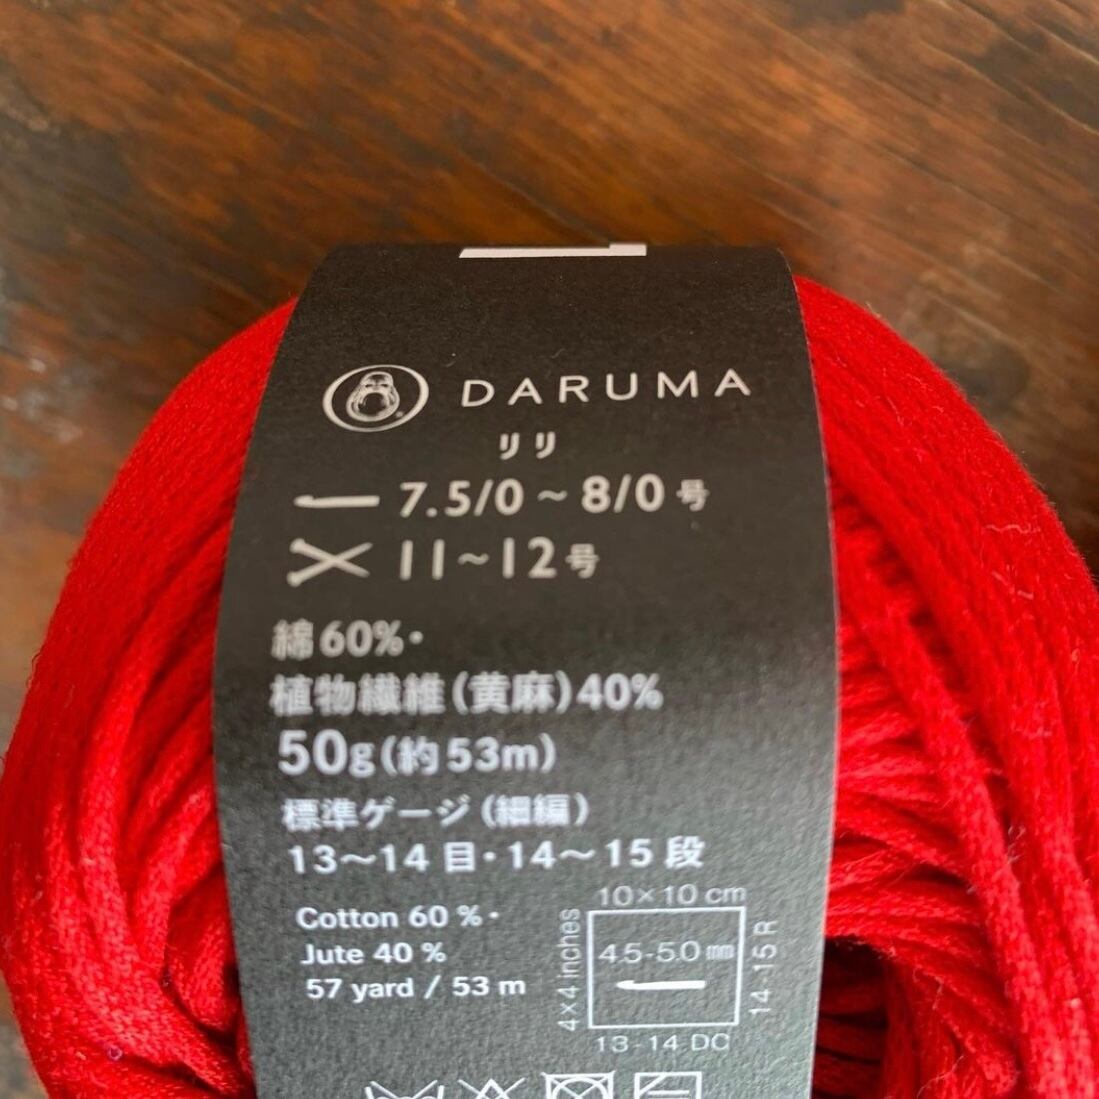 DARUMA
リリ
7.5/0 ~ 8/0 号
11~12号
綿60%・
植物繊維(黄麻)40%
50g(約53m)
標準ゲージ(細編)
13〜14 目・14〜15 段
Cotton 60 %・
Jute 40 %
57 yard / 53 m
10×10 cm
4×4 inches
4.5-5.0 mm
14-15 R
13-14 DC